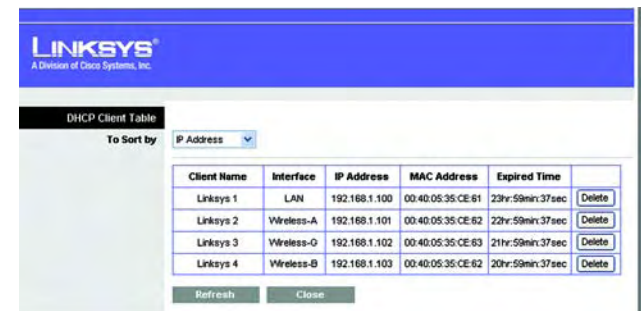 LINKSYS®
A Division of Cisco Systems, Inc.
DHCP Client Table
To Sort by IP Address
Client Name Interface IP Address MAC Address Expired Time
Linksys 1 LAN 192.168.1.100 00:40:05:35:CE:61 23hr:59min:37sec Delete
Linksys 2 Wireless-A 192.168.1.101 00:40:05:35:CE:62 22hr:59min:37sec Delete
Linksys 3 Wireless-G 192.168.1.102 00:40:05:35:CE:63 21hr:59min:37sec Delete
Linksys 4 Wireless-B 192.168.1.103 00:40:05:35:CE:62 20hr:59min:37sec Delete
Refresh Close